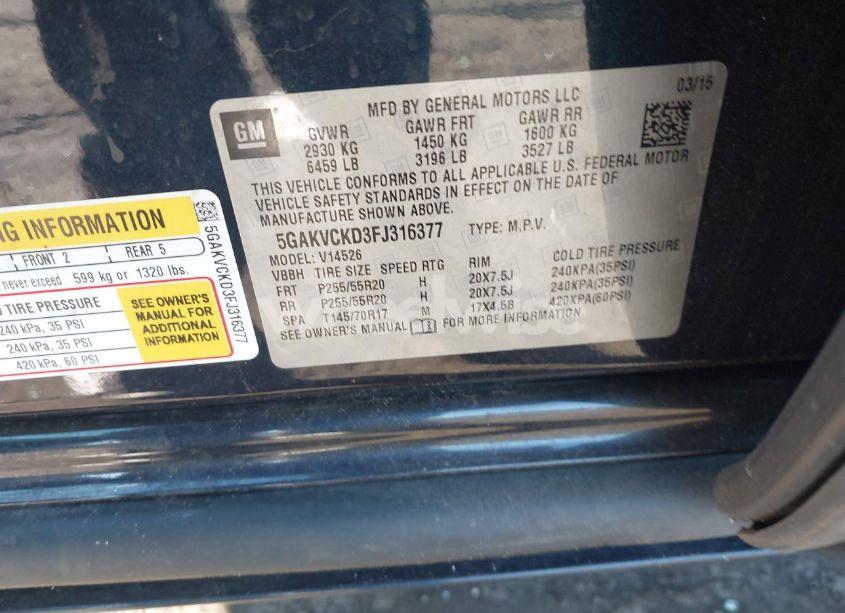 GM
MFD BY GENERAL MOTORS LLC
03/15
GVWR GAWR FRT GAWR RR
2930 KG 1450 KG 1600 KG
6459 LB 3196 LB 3527 LB
THIS VEHICLE CONFORMS TO ALL APPLICABLE U.S. FEDERAL MOTOR
VEHICLE SAFETY STANDARDS IN EFFECT ON THE DATE OF
MANUFACTURE SHOWN ABOVE.
5GAKVCKD3FJ316377 TYPE: M.P.V.
MODEL: V14526
VBBH TIRE SIZE SPEED RTG RIM COLD TIRE PRESSURE
FRT P255/55R20 H 20X7.5J 240KPA(35PSI)
RR P255/55R20 H 20X7.5J 240KPA(35PSI)
SPA T145/70R17 M 17X4.5B 420KPA(60PSI)
SEE OWNER'S MANUAL FOR MORE INFORMATION.
NG INFORMATION
FRONT 2 REAR 5
never exceed 599 kg or 1320 lbs.
TIRE PRESSURE
240 kPa, 35 PSI
240 kPa, 35 PSI
420 kPa, 60 PSI
SEE OWNER'S
MANUAL FOR
ADDITIONAL
INFORMATION
5GAKVCKD3FJ316377